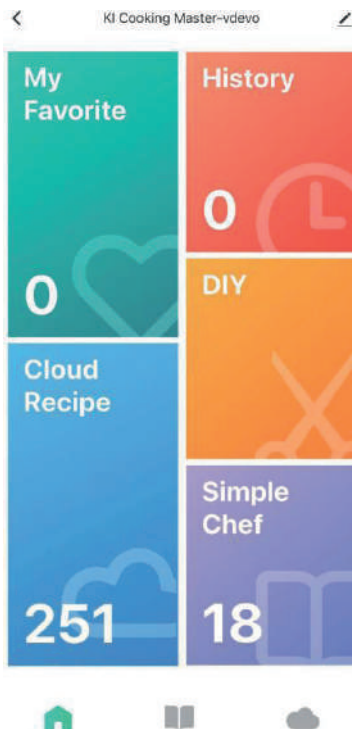 KI Cooking Master-vdevo
My
Favorite
0
History
0
DIY
Cloud
Recipe
251
Simple
Chef
18